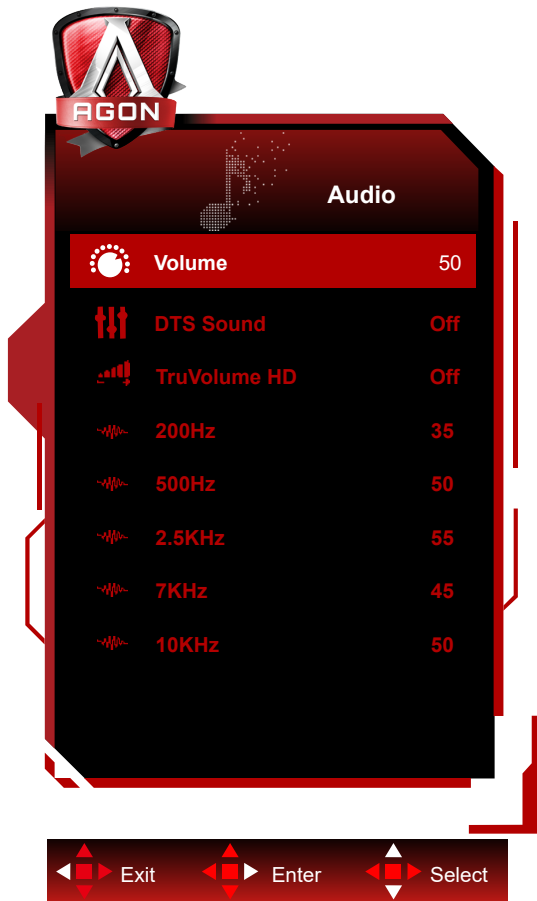 AGON
Audio
Volume 50
DTS Sound Off
TruVolume HD Off
200Hz 35
500Hz 50
2.5KHz 55
7KHz 45
10KHz 50
Exit Enter Select